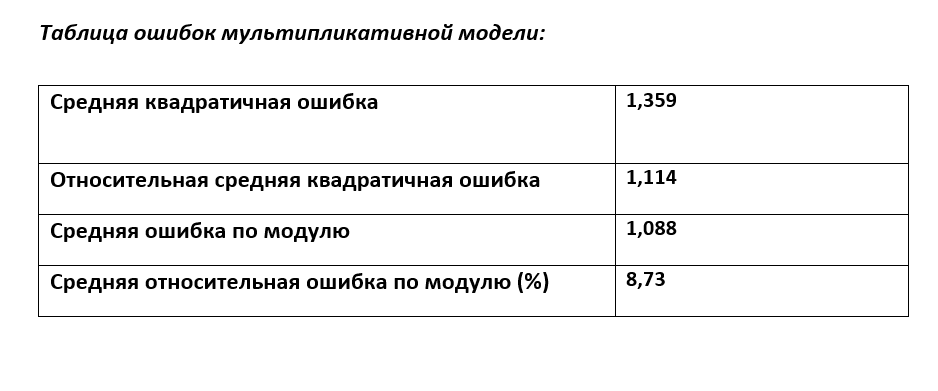 Таблица ошибок мультипликативной модели:
Средняя квадратичная ошибка 1,359
Относительная средняя квадратичная ошибка 1,114
Средняя ошибка по модулю 1,088
Средняя относительная ошибка по модулю (%) 8,73